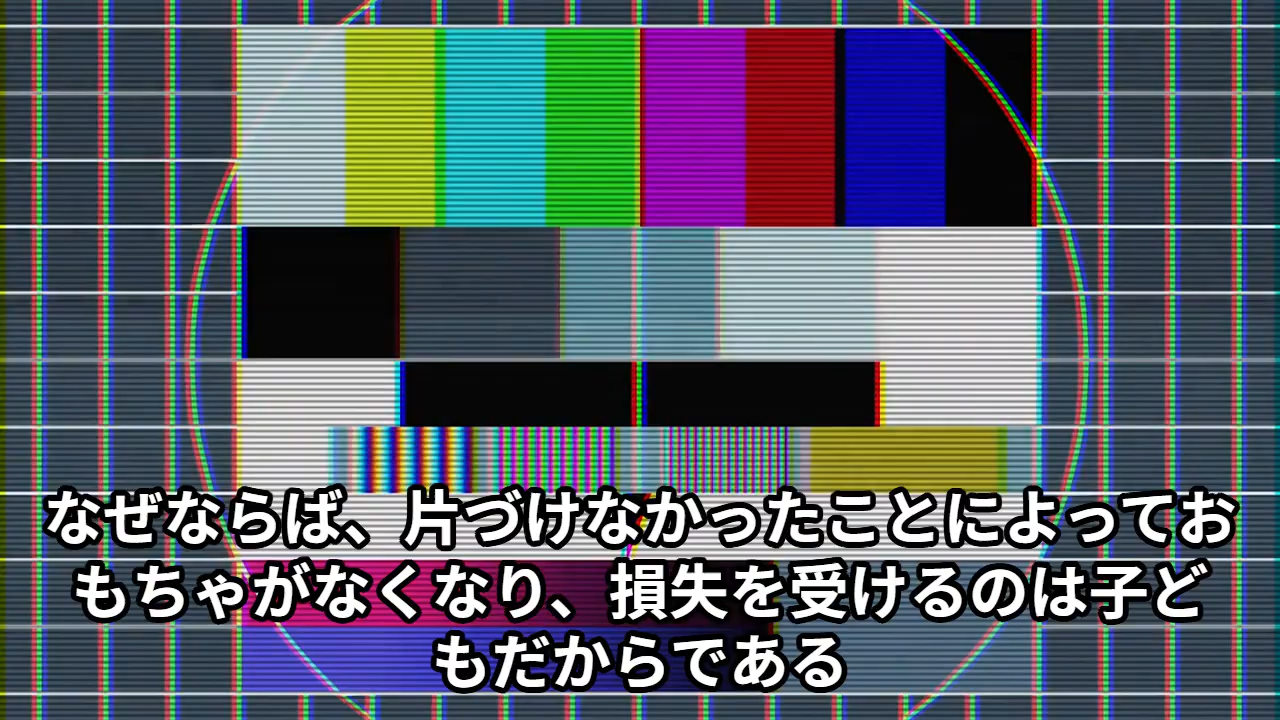 なぜならば、片づけなかったことによってお
もちゃがなくなり、損失を受けるのは子ど
もだからである